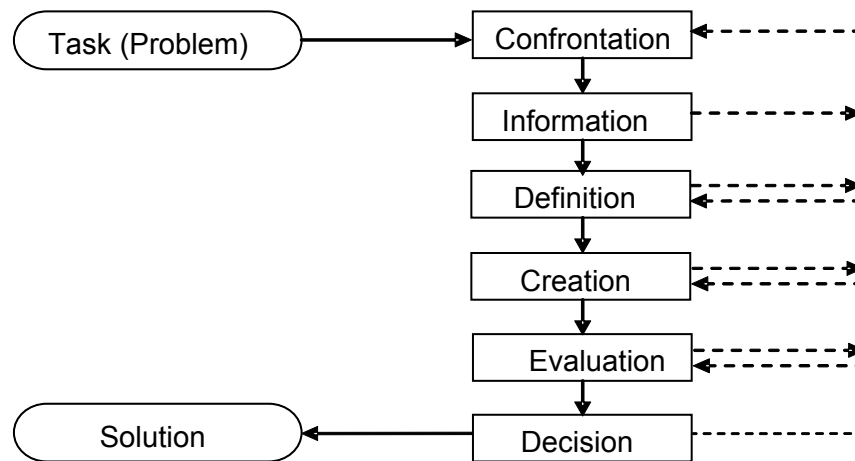 Task (Problem)
Confrontation
Information
Definition
Creation
Evaluation
Solution
Decision